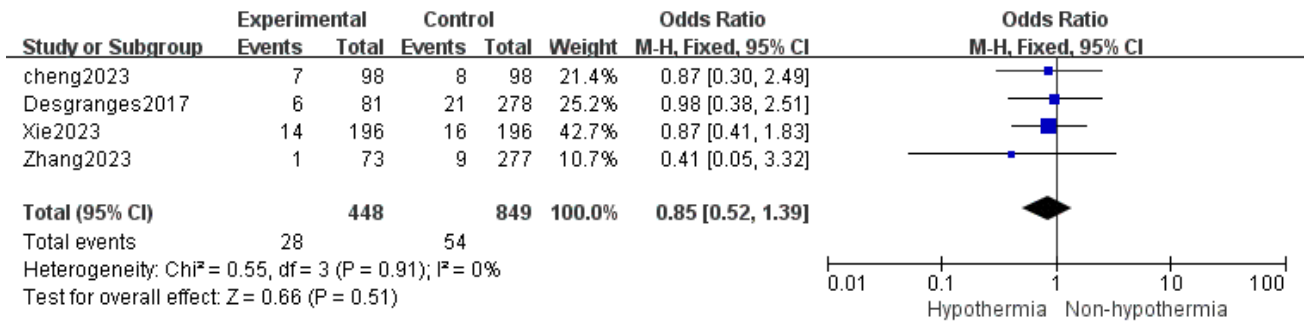 Experimental Control Odds Ratio Odds Ratio
Study or Subgroup Events Total Events Total Weight M-H, Fixed, 95% CI M-H, Fixed, 95% CI
cheng2023 7 98 8 98 21.4% 0.87 [0.30, 2.49]
Desgranges2017 6 81 21 278 25.2% 0.98 [0.38, 2.51]
Xie2023 14 196 16 196 42.7% 0.87 [0.41, 1.83]
Zhang2023 1 73 9 277 10.7% 0.41 [0.05, 3.32]
Total (95% CI) 448 849 100.0% 0.85 [0.52, 1.39]
Total events 28 54
Heterogeneity: Chi² = 0.55, df = 3 (P = 0.91); I² = 0%
Test for overall effect: Z = 0.66 (P = 0.51)
0.01 0.1 1 10 100
Hypothermia Non-hypothermia